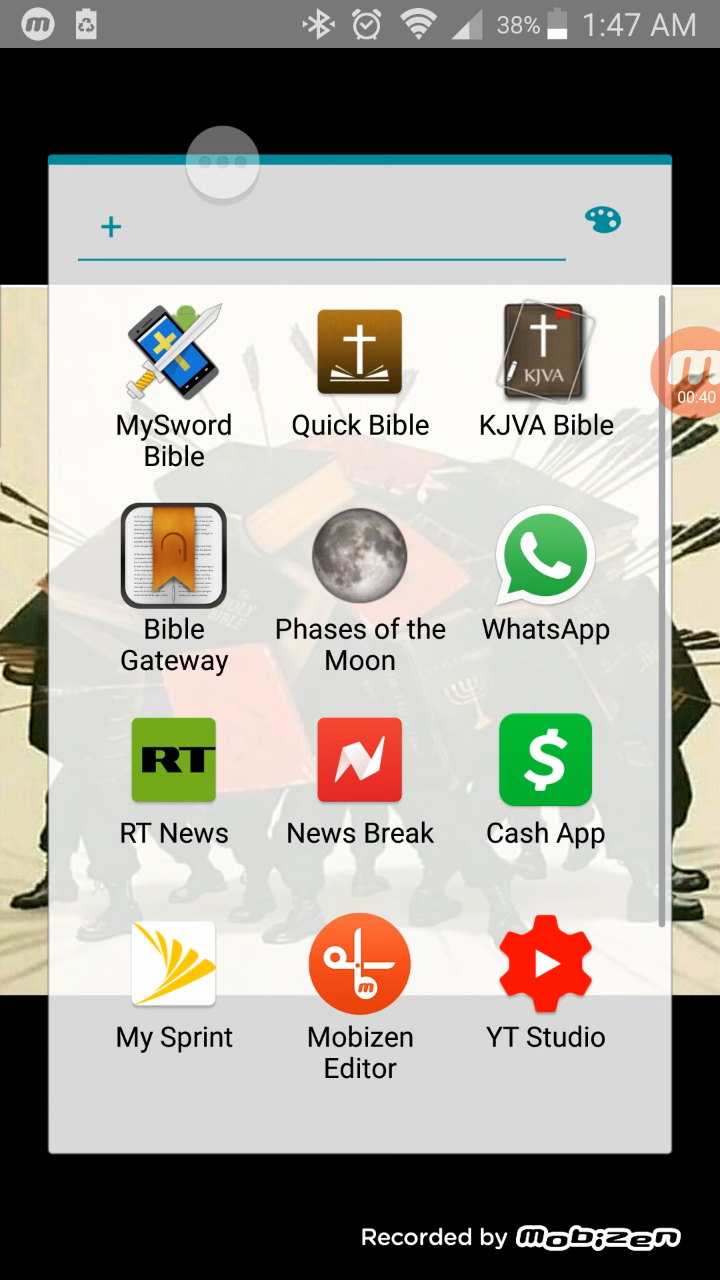 38% 1:47 AM
+
MySword Bible
Quick Bible
KJVA
KJVA Bible
00:40
Bible Gateway
Phases of the Moon
WhatsApp
RT
RT News
News Break
$
Cash App
My Sprint
m
Mobizen Editor
YT Studio
Recorded by mobizen